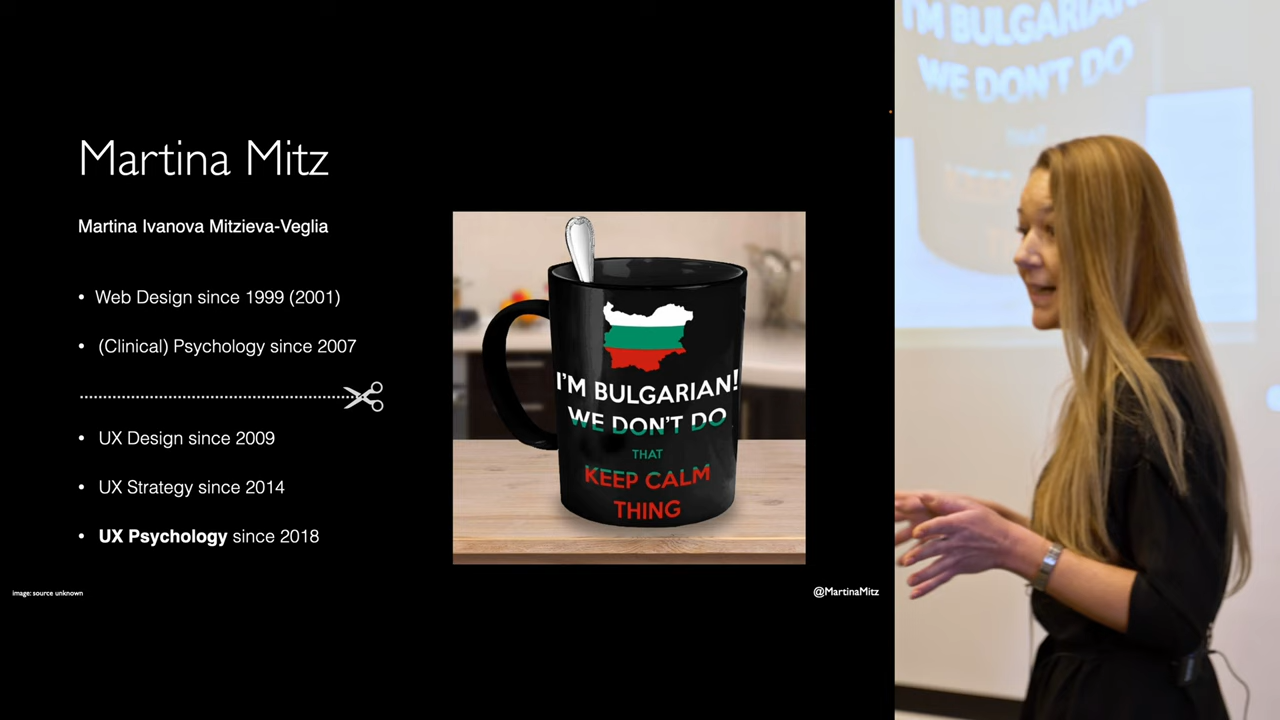 Martina Mitz
Martina Ivanova Mitzieva-Veglia
• Web Design since 1999 (2001)
• (Clinical) Psychology since 2007
• UX Design since 2009
• UX Strategy since 2014
• UX Psychology since 2018
I'M BULGARIAN!
WE DON'T DO
THAT
KEEP CALM
THING
image: source unknown
@MartinaMitz
I'M BULGARIAN
WE DON'T DO